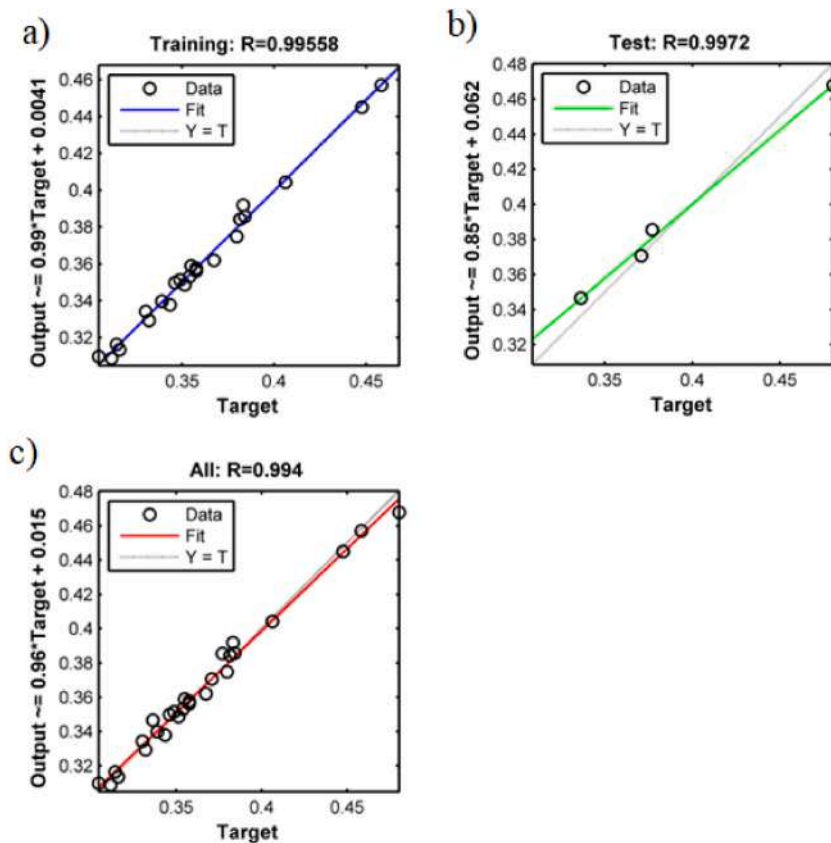 a)
Training: R=0.99558
Output ~= 0.99*Target + 0.0041
0.46
0.44
0.42
0.4
0.38
0.36
0.34
0.32
Data
Fit
Y = T
0.35
0.4
0.45
Target
b)
Test: R=0.9972
Output ~= 0.85*Target + 0.062
0.48
0.46
0.44
0.42
0.4
0.38
0.36
0.34
0.32
Data
Fit
Y = T
0.35
0.4
0.45
Target
c)
All: R=0.994
Output ~= 0.96*Target + 0.015
0.48
0.46
0.44
0.42
0.4
0.38
0.36
0.34
0.32
Data
Fit
Y = T
0.35
0.4
0.45
Target